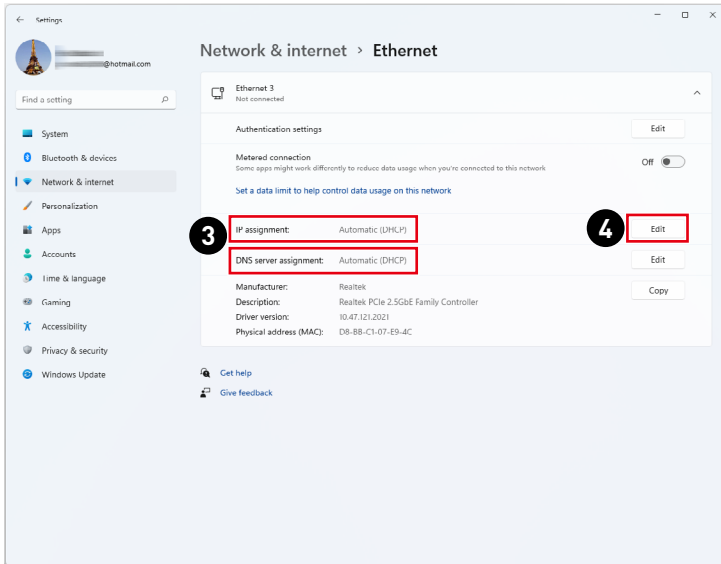 Settings
@hotmail.com
Find a setting
System
Bluetooth & devices
Network & internet
Personalization
Apps
Accounts
Time & language
Gaming
Accessibility
Privacy & security
Windows Update
Network & internet > Ethernet
Ethernet 3
Not connected
Authentication settings Edit
Metered connection
Some apps might work differently to reduce data usage when you're connected to this network
Off
Set a data limit to help control data usage on this network
3 IP assignment: Automatic (DHCP) 4 Edit
DNS server assignment: Automatic (DHCP) Edit
Manufacturer: Realtek Copy
Description: Realtek PCIe 2.5GbE Family Controller
Driver version: 10.47.121.2021
Physical address (MAC): D8-BB-C1-07-E9-4C
Get help
Give feedback